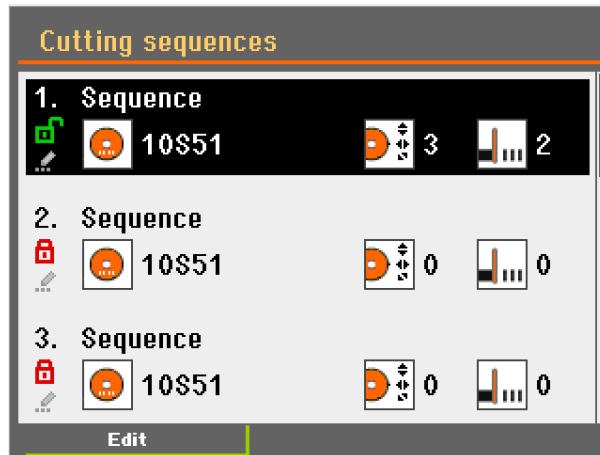 Cutting sequences
1. Sequence
10S51 3 2
2. Sequence
10S51 0 0
3. Sequence
10S51 0 0
Edit